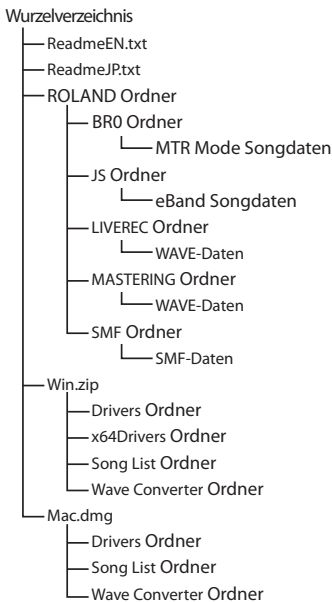 Wurzelverzeichnis
ReadmeEN.txt
ReadmeJP.txt
ROLAND Ordner
BR0 Ordner
MTR Mode Songdaten
JS Ordner
eBand Songdaten
LIVEREC Ordner
WAVE-Daten
MASTERING Ordner
WAVE-Daten
SMF Ordner
SMF-Daten
Win.zip
Drivers Ordner
x64Drivers Ordner
Song List Ordner
Wave Converter Ordner
Mac.dmg
Drivers Ordner
Song List Ordner
Wave Converter Ordner